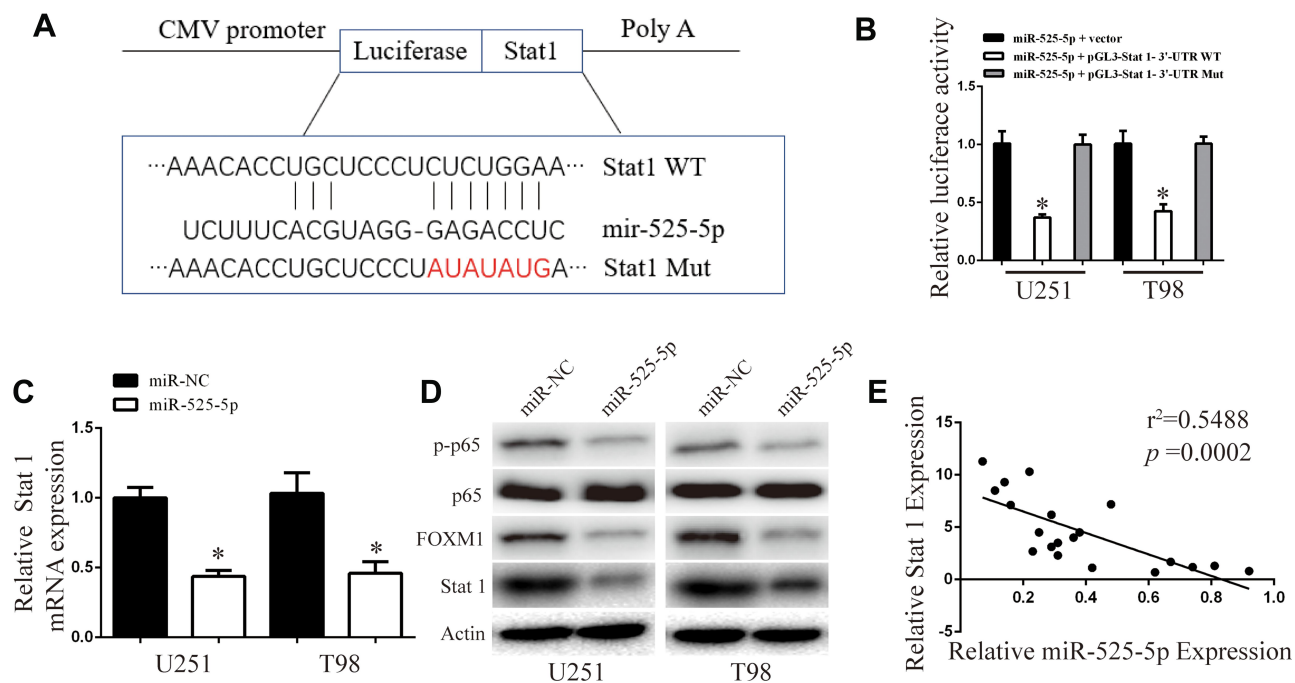 A
CMV promoter
Luciferase
Stat1
Poly A
···AAACACCUGCUCCCUCUCUGGAA···
Stat1 WT
UCUUUCACGUAGG-GAGACCUC
mir-525-5p
···AAACACCUGCUCCCUAUAUAUGA···
Stat1 Mut
B
miR-525-5p + vector
miR-525-5p + pGL3-Stat 1- 3'-UTR WT
miR-525-5p + pGL3-Stat 1- 3'-UTR Mut
Relative luciferace activity
1.5
1.0
0.5
0.0
*
*
U251
T98
C
miR-NC
miR-525-5p
Relative Stat 1
mRNA expression
1.5
1.0
0.5
0.0
*
*
U251
T98
D
miR-NC
miR-525-5p
miR-NC
miR-525-5p
p-p65
p65
FOXM1
Stat 1
Actin
U251
T98
E
Relative Stat 1 Expression
15
10
5
0
-5
0.2
0.4
0.6
0.8
1.0
r²=0.5488
p =0.0002
Relative miR-525-5p Expression